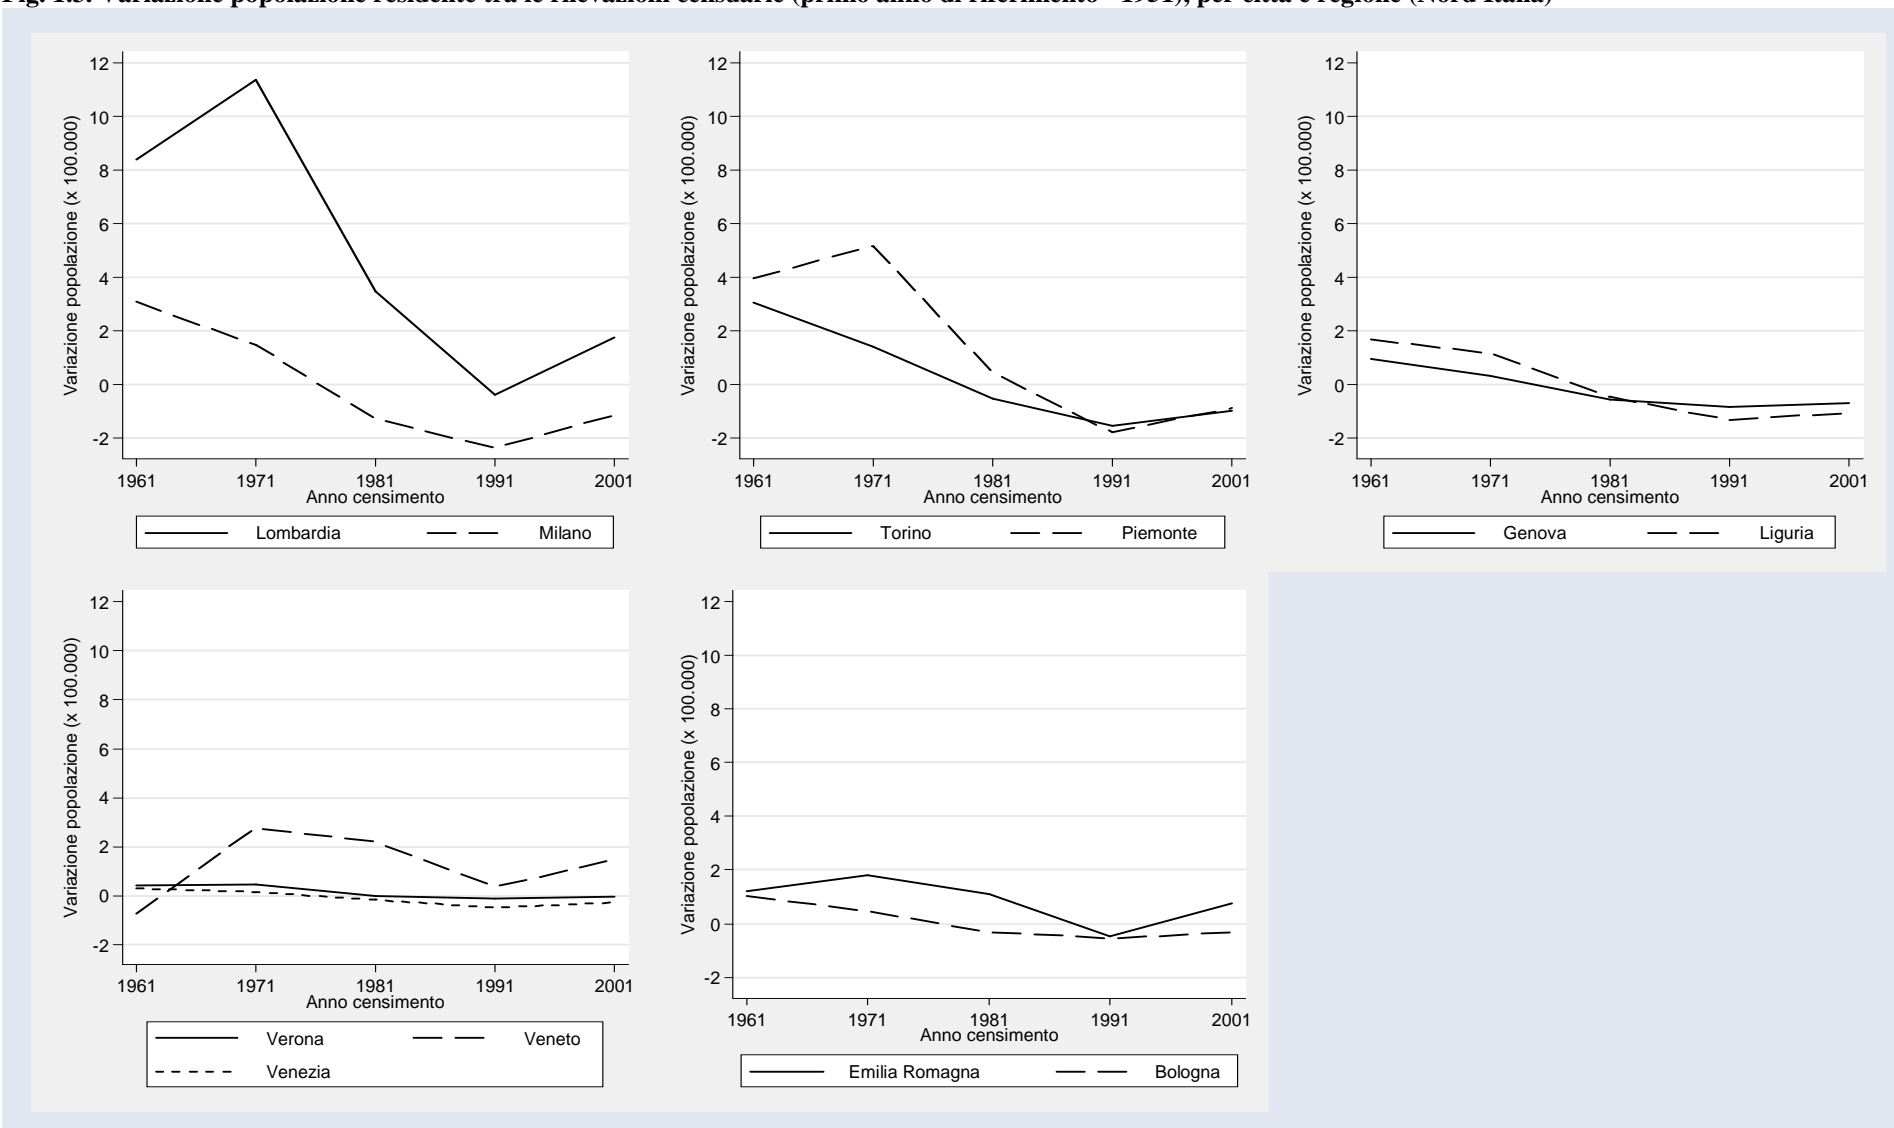 Variazione popolazione residente tra le rilevazioni censuarie (primo anno di riferimento 1951), per città e regione (Nord Italia)
12
10
8
6
4
2
0
-2
Variazione popolazione (x 100.000)
1961 1971 1981 1991 2001
Anno censimento
Lombardia Milano
12
10
8
6
4
2
0
-2
Variazione popolazione (x 100.000)
1961 1971 1981 1991 2001
Anno censimento
Torino Piemonte
12
10
8
6
4
2
0
-2
Variazione popolazione (x 100.000)
1961 1971 1981 1991 2001
Anno censimento
Genova Liguria
12
10
8
6
4
2
0
-2
Variazione popolazione (x 100.000)
1961 1971 1981 1991 2001
Anno censimento
Verona Veneto
Venezia
12
10
8
6
4
2
0
-2
Variazione popolazione (x 100.000)
1961 1971 1981 1991 2001
Anno censimento
Emilia Romagna Bologna